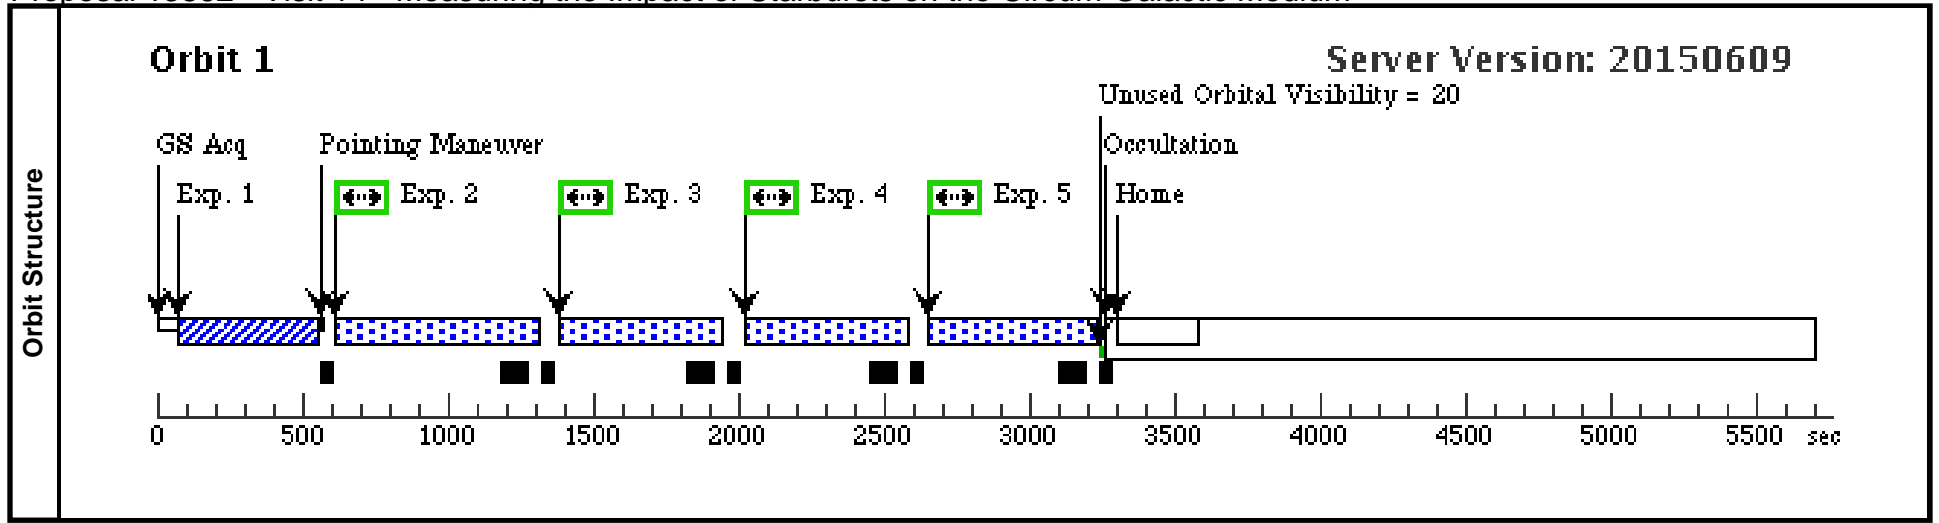 Orbit 1
Server Version: 20150609
Unused Orbital Visibility = 20
GS Acq
Pointing Maneuver
Occultation
Exp. 1
Exp. 2
Exp. 3
Exp. 4
Exp. 5
Home
Orbit Structure
0 500 1000 1500 2000 2500 3000 3500 4000 4500 5000 5500 sec